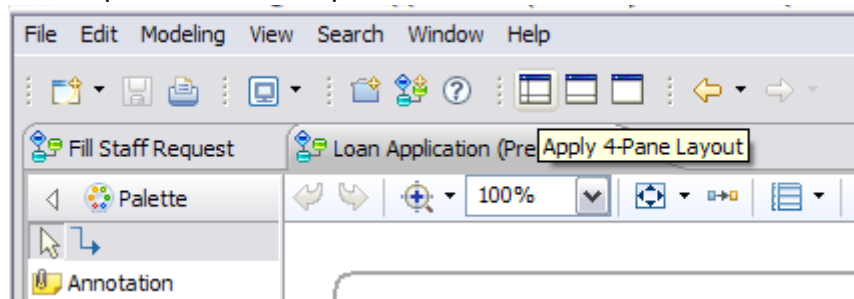 File Edit Modeling View Search Window Help
Fill Staff Request
Loan Application (Pre
Apply 4-Pane Layout
Palette
100%
Annotation